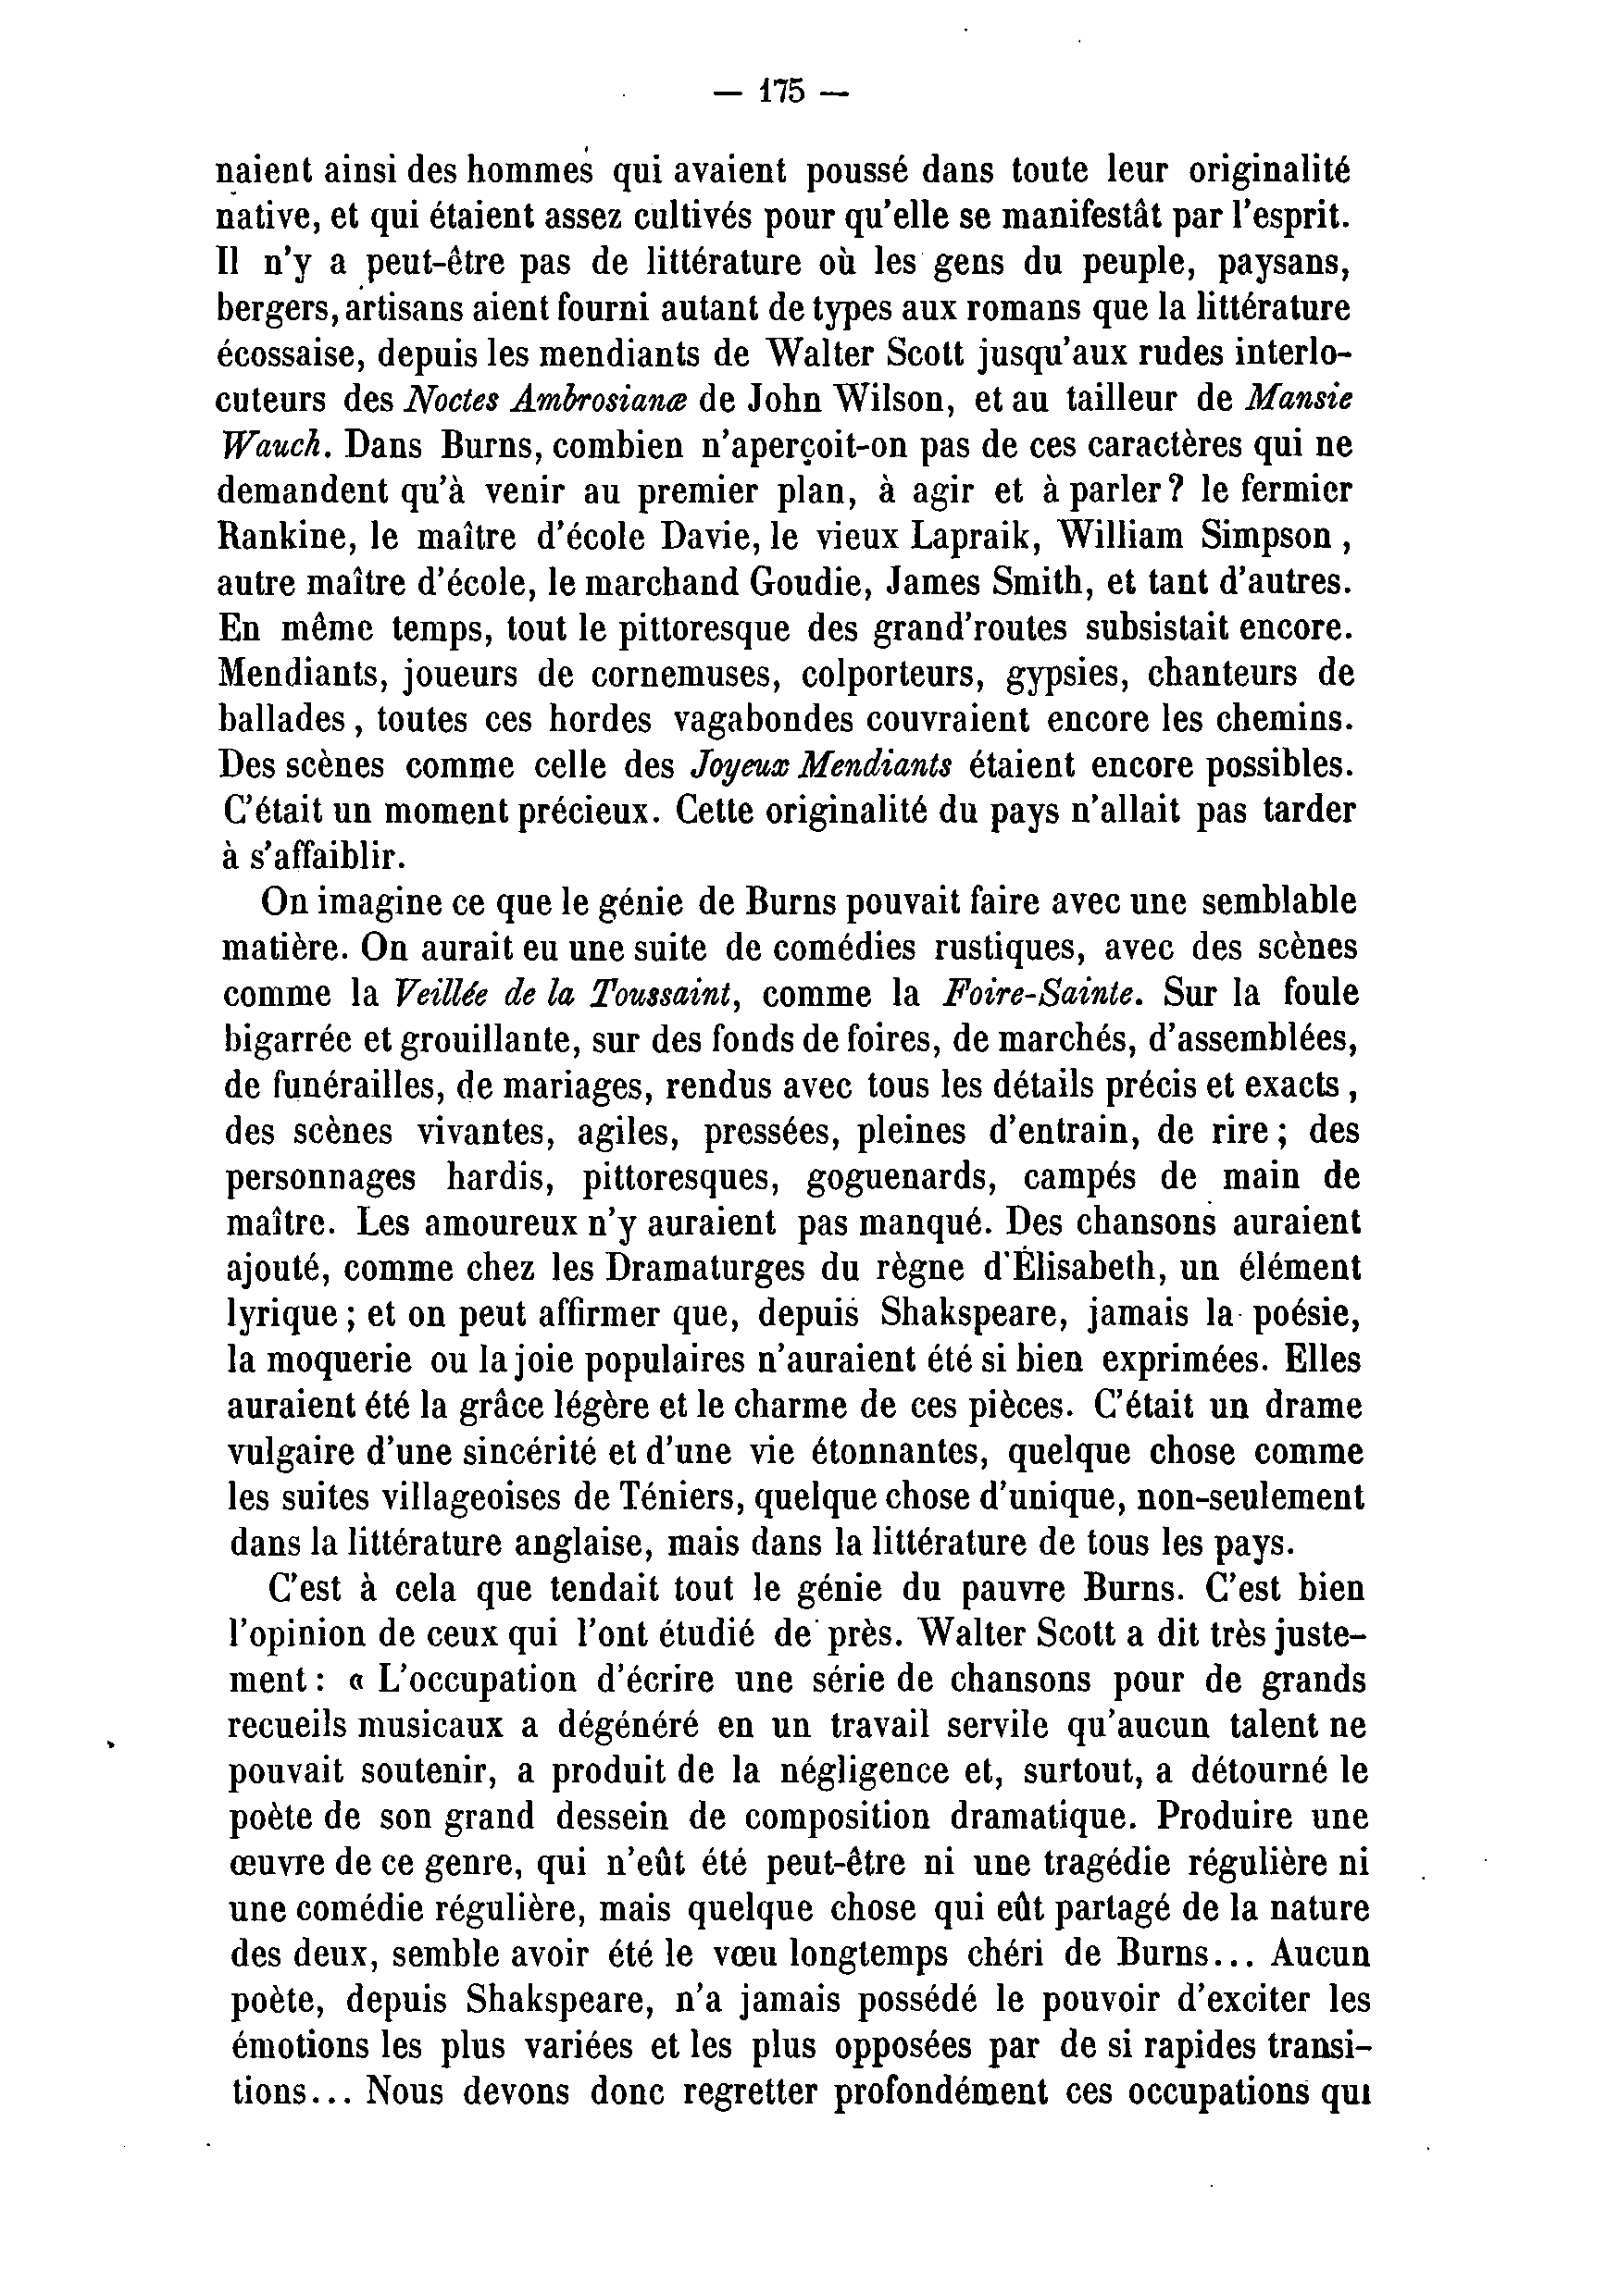 — 175 —
naient ainsi des hommes qui avaient poussé dans toute leur originalité
native, et qui étaient assez cultivés pour qu'elle se manifestât par l'esprit.
Il n'y a peut-être pas de littérature où les gens du peuple, paysans,
bergers, artisans aient fourni autant de types aux romans que la littérature
écossaise, depuis les mendiants de Walter Scott jusqu'aux rudes interlo-
cuteurs des Noctes Ambrosianæ de John Wilson, et au tailleur de Mansie
Wauch. Dans Burns, combien n'aperçoit-on pas de ces caractères qui ne
demandent qu'à venir au premier plan, à agir et à parler? le fermier
Rankine, le maître d'école Davie, le vieux Lapraik, William Simpson ,
autre maître d'école, le marchand Goudie, James Smith, et tant d'autres.
En même temps, tout le pittoresque des grand'routes subsistait encore.
Mendiants, joueurs de cornemuses, colporteurs, gypsies, chanteurs de
ballades , toutes ces hordes vagabondes couvraient encore les chemins.
Des scènes comme celle des Joyeux Mendiants étaient encore possibles.
C'était un moment précieux. Cette originalité du pays n'allait pas tarder
à s'affaiblir.
On imagine ce que le génie de Burns pouvait faire avec une semblable
matière. On aurait eu une suite de comédies rustiques, avec des scènes
comme la Veillée de la Toussaint, comme la Foire-Sainte. Sur la foule
bigarrée et grouillante, sur des fonds de foires, de marchés, d'assemblées,
de funérailles, de mariages, rendus avec tous les détails précis et exacts ,
des scènes vivantes, agiles, pressées, pleines d'entrain, de rire ; des
personnages hardis, pittoresques, goguenards, campés de main de
maître. Les amoureux n'y auraient pas manqué. Des chansons auraient
ajouté, comme chez les Dramaturges du règne d'Élisabeth, un élément
lyrique ; et on peut affirmer que, depuis Shakspeare, jamais la poésie,
la moquerie ou la joie populaires n'auraient été si bien exprimées. Elles
auraient été la grâce légère et le charme de ces pièces. C'était un drame
vulgaire d'une sincérité et d'une vie étonnantes, quelque chose comme
les suites villageoises de Téniers, quelque chose d'unique, non-seulement
dans la littérature anglaise, mais dans la littérature de tous les pays.
C'est à cela que tendait tout le génie du pauvre Burns. C'est bien
l'opinion de ceux qui l'ont étudié de près. Walter Scott a dit très juste-
ment : « L'occupation d'écrire une série de chansons pour de grands
recueils musicaux a dégénéré en un travail servile qu'aucun talent ne
pouvait soutenir, a produit de la négligence et, surtout, a détourné le
poète de son grand dessein de composition dramatique. Produire une
œuvre de ce genre, qui n'eût été peut-être ni une tragédie régulière ni
une comédie régulière, mais quelque chose qui eût partagé de la nature
des deux, semble avoir été le vœu longtemps chéri de Burns... Aucun
poète, depuis Shakspeare, n'a jamais possédé le pouvoir d'exciter les
émotions les plus variées et les plus opposées par de si rapides transi-
tions... Nous devons donc regretter profondément ces occupations qui